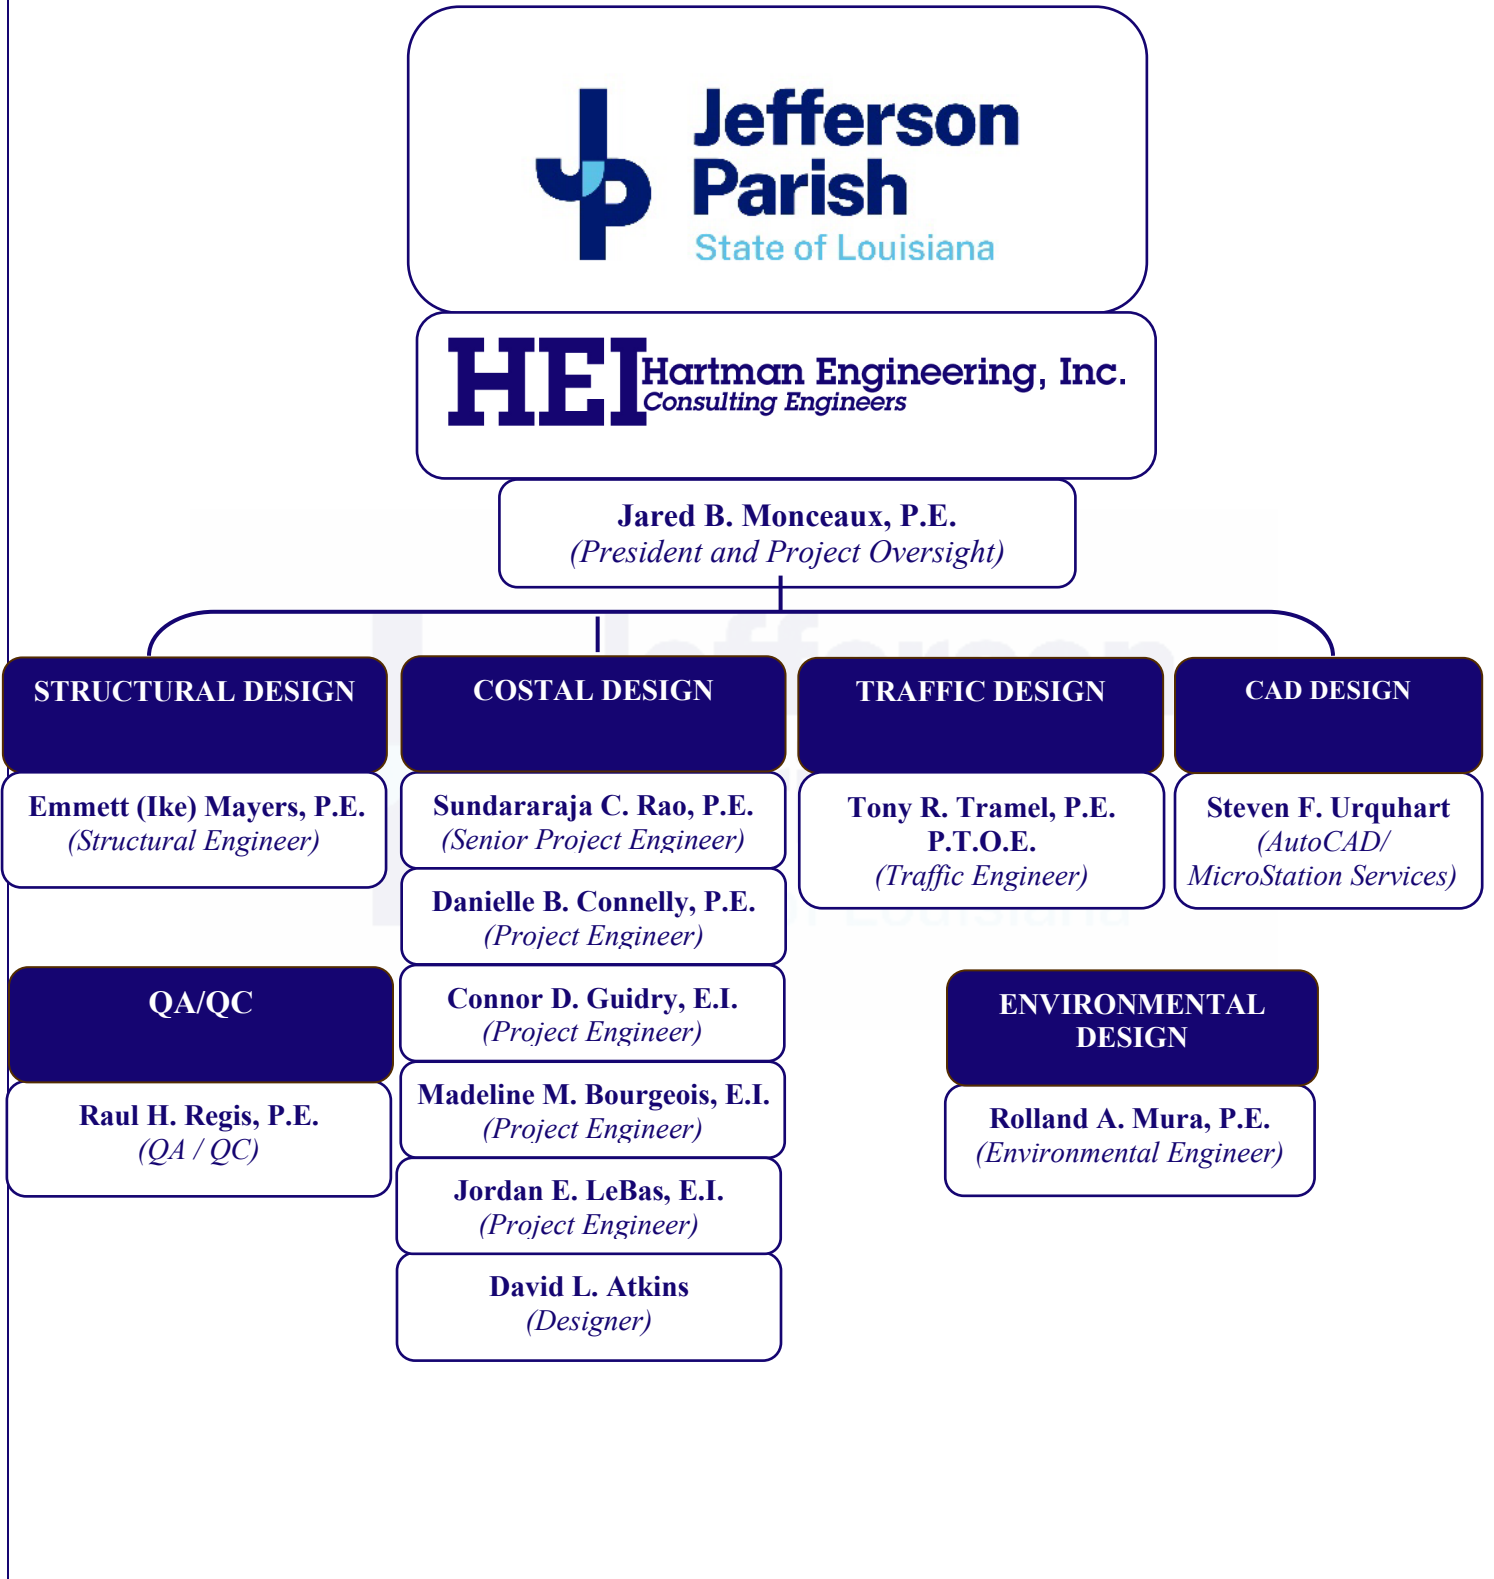 Jefferson
Parish
State of Louisiana
HEI Hartman Engineering, Inc.
Consulting Engineers
Jared B. Monceaux, P.E.
(President and Project Oversight)
STRUCTURAL DESIGN
Emmett (Ike) Mayers, P.E.
(Structural Engineer)
COSTAL DESIGN
Sundararaja C. Rao, P.E.
(Senior Project Engineer)
Danielle B. Connelly, P.E.
(Project Engineer)
Connor D. Guidry, E.I.
(Project Engineer)
Madeline M. Bourgeois, E.I.
(Project Engineer)
Jordan E. LeBas, E.I.
(Project Engineer)
David L. Atkins
(Designer)
TRAFFIC DESIGN
Tony R. Tramel, P.E.
P.T.O.E.
(Traffic Engineer)
CAD DESIGN
Steven F. Urquhart
(AutoCAD/
MicroStation Services)
QA/QC
Raul H. Regis, P.E.
(QA / QC)
ENVIRONMENTAL
DESIGN
Rolland A. Mura, P.E.
(Environmental Engineer)